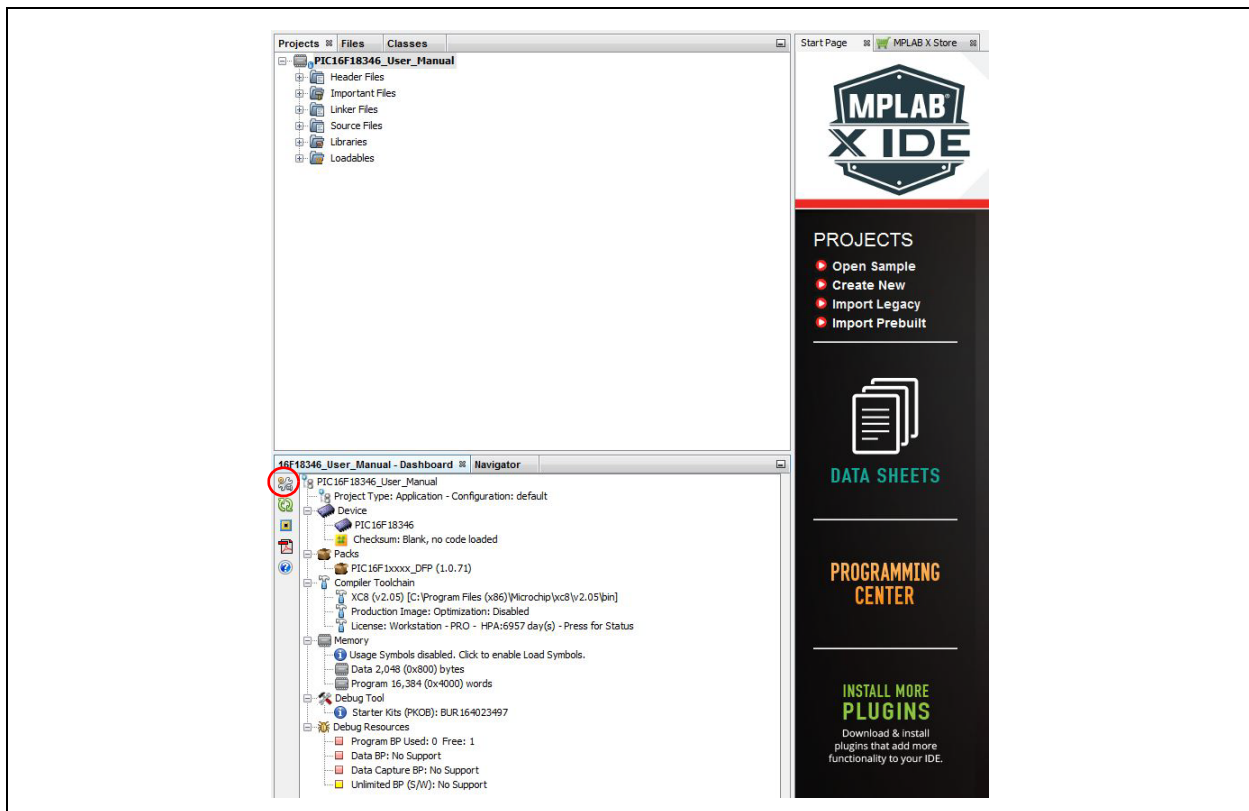 Projects Files Classes
PIC16F18346_User_Manual
Header Files
Important Files
Linker Files
Source Files
Libraries
Loadables
16F18346_User_Manual - Dashboard Navigator
PIC16F18346_User_Manual
Project Type: Application - Configuration: default
Device
PIC16F18346
Checksum: Blank, no code loaded
Packs
PIC16F1xxxx_DFP (1.0.71)
Compiler Toolchain
XC8 (v2.05) [C:\Program Files (x86)\Microchip\xc8\v2.05\bin]
Production Image: Optimization: Disabled
License: Workstation - PRO - HPA:6957 day(s) - Press for Status
Memory
Usage Symbols disabled. Click to enable Load Symbols.
Data 2,048 (0x800) bytes
Program 16,384 (0x4000) words
Debug Tool
Starter Kits (PKOB): BUR164023497
Debug Resources
Program BP Used: 0 Free: 1
Data BP: No Support
Data Capture BP: No Support
Unlimited BP (S/W): No Support
Start Page MPLAB X Store
MPLAB®
X IDE
PROJECTS
Open Sample
Create New
Import Legacy
Import Prebuilt
DATA SHEETS
PROGRAMMING
CENTER
INSTALL MORE
PLUGINS
Download & install
plugins that add more
functionality to your IDE.